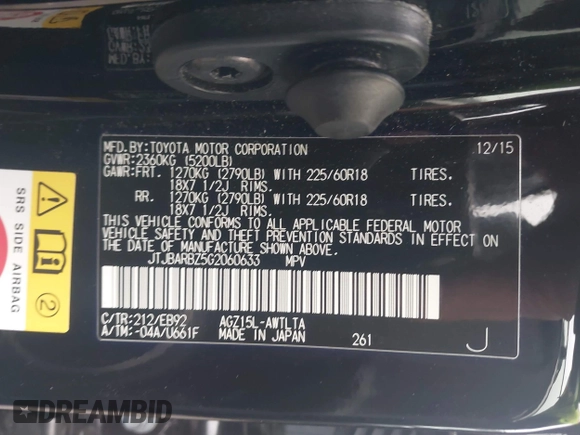 MFD.BY:TOYOTA MOTOR CORPORATION 12/15
GVWR:2360KG (5200LB)
GAWR:FRT. 1270KG (2790LB) WITH 225/60R18 TIRES.
18X7 1/2J RIMS.
RR. 1270KG (2790LB) WITH 225/60R18 TIRES.
18X7 1/2J RIMS.
THIS VEHICLE CONFORMS TO ALL APPLICABLE FEDERAL MOTOR
VEHICLE SAFETY AND THEFT PREVENTION STANDARDS IN EFFECT ON
THE DATE OF MANUFACTURE SHOWN ABOVE.
JTJBARBZ5G2060633 MPV
C/TR:212/EB92 AGZ15L-AWTLTA
A/TM:-04A/U661F MADE IN JAPAN 261 J
SRS SIDE AIRBAG
2
DREAMBID